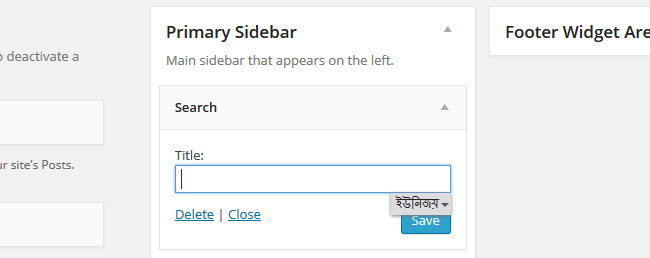 Primary Sidebar
Main sidebar that appears on the left.
Search
Title:
ইউনিজয়
Delete | Close
Save
Footer Widget Are
o deactivate a
ur site's Posts.